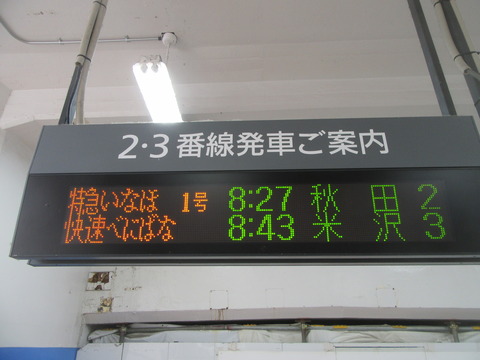 2・3番線発車ご案内
特急いなほ 1号 8:27 秋田 2
快速べにばな 8:43 米沢 3